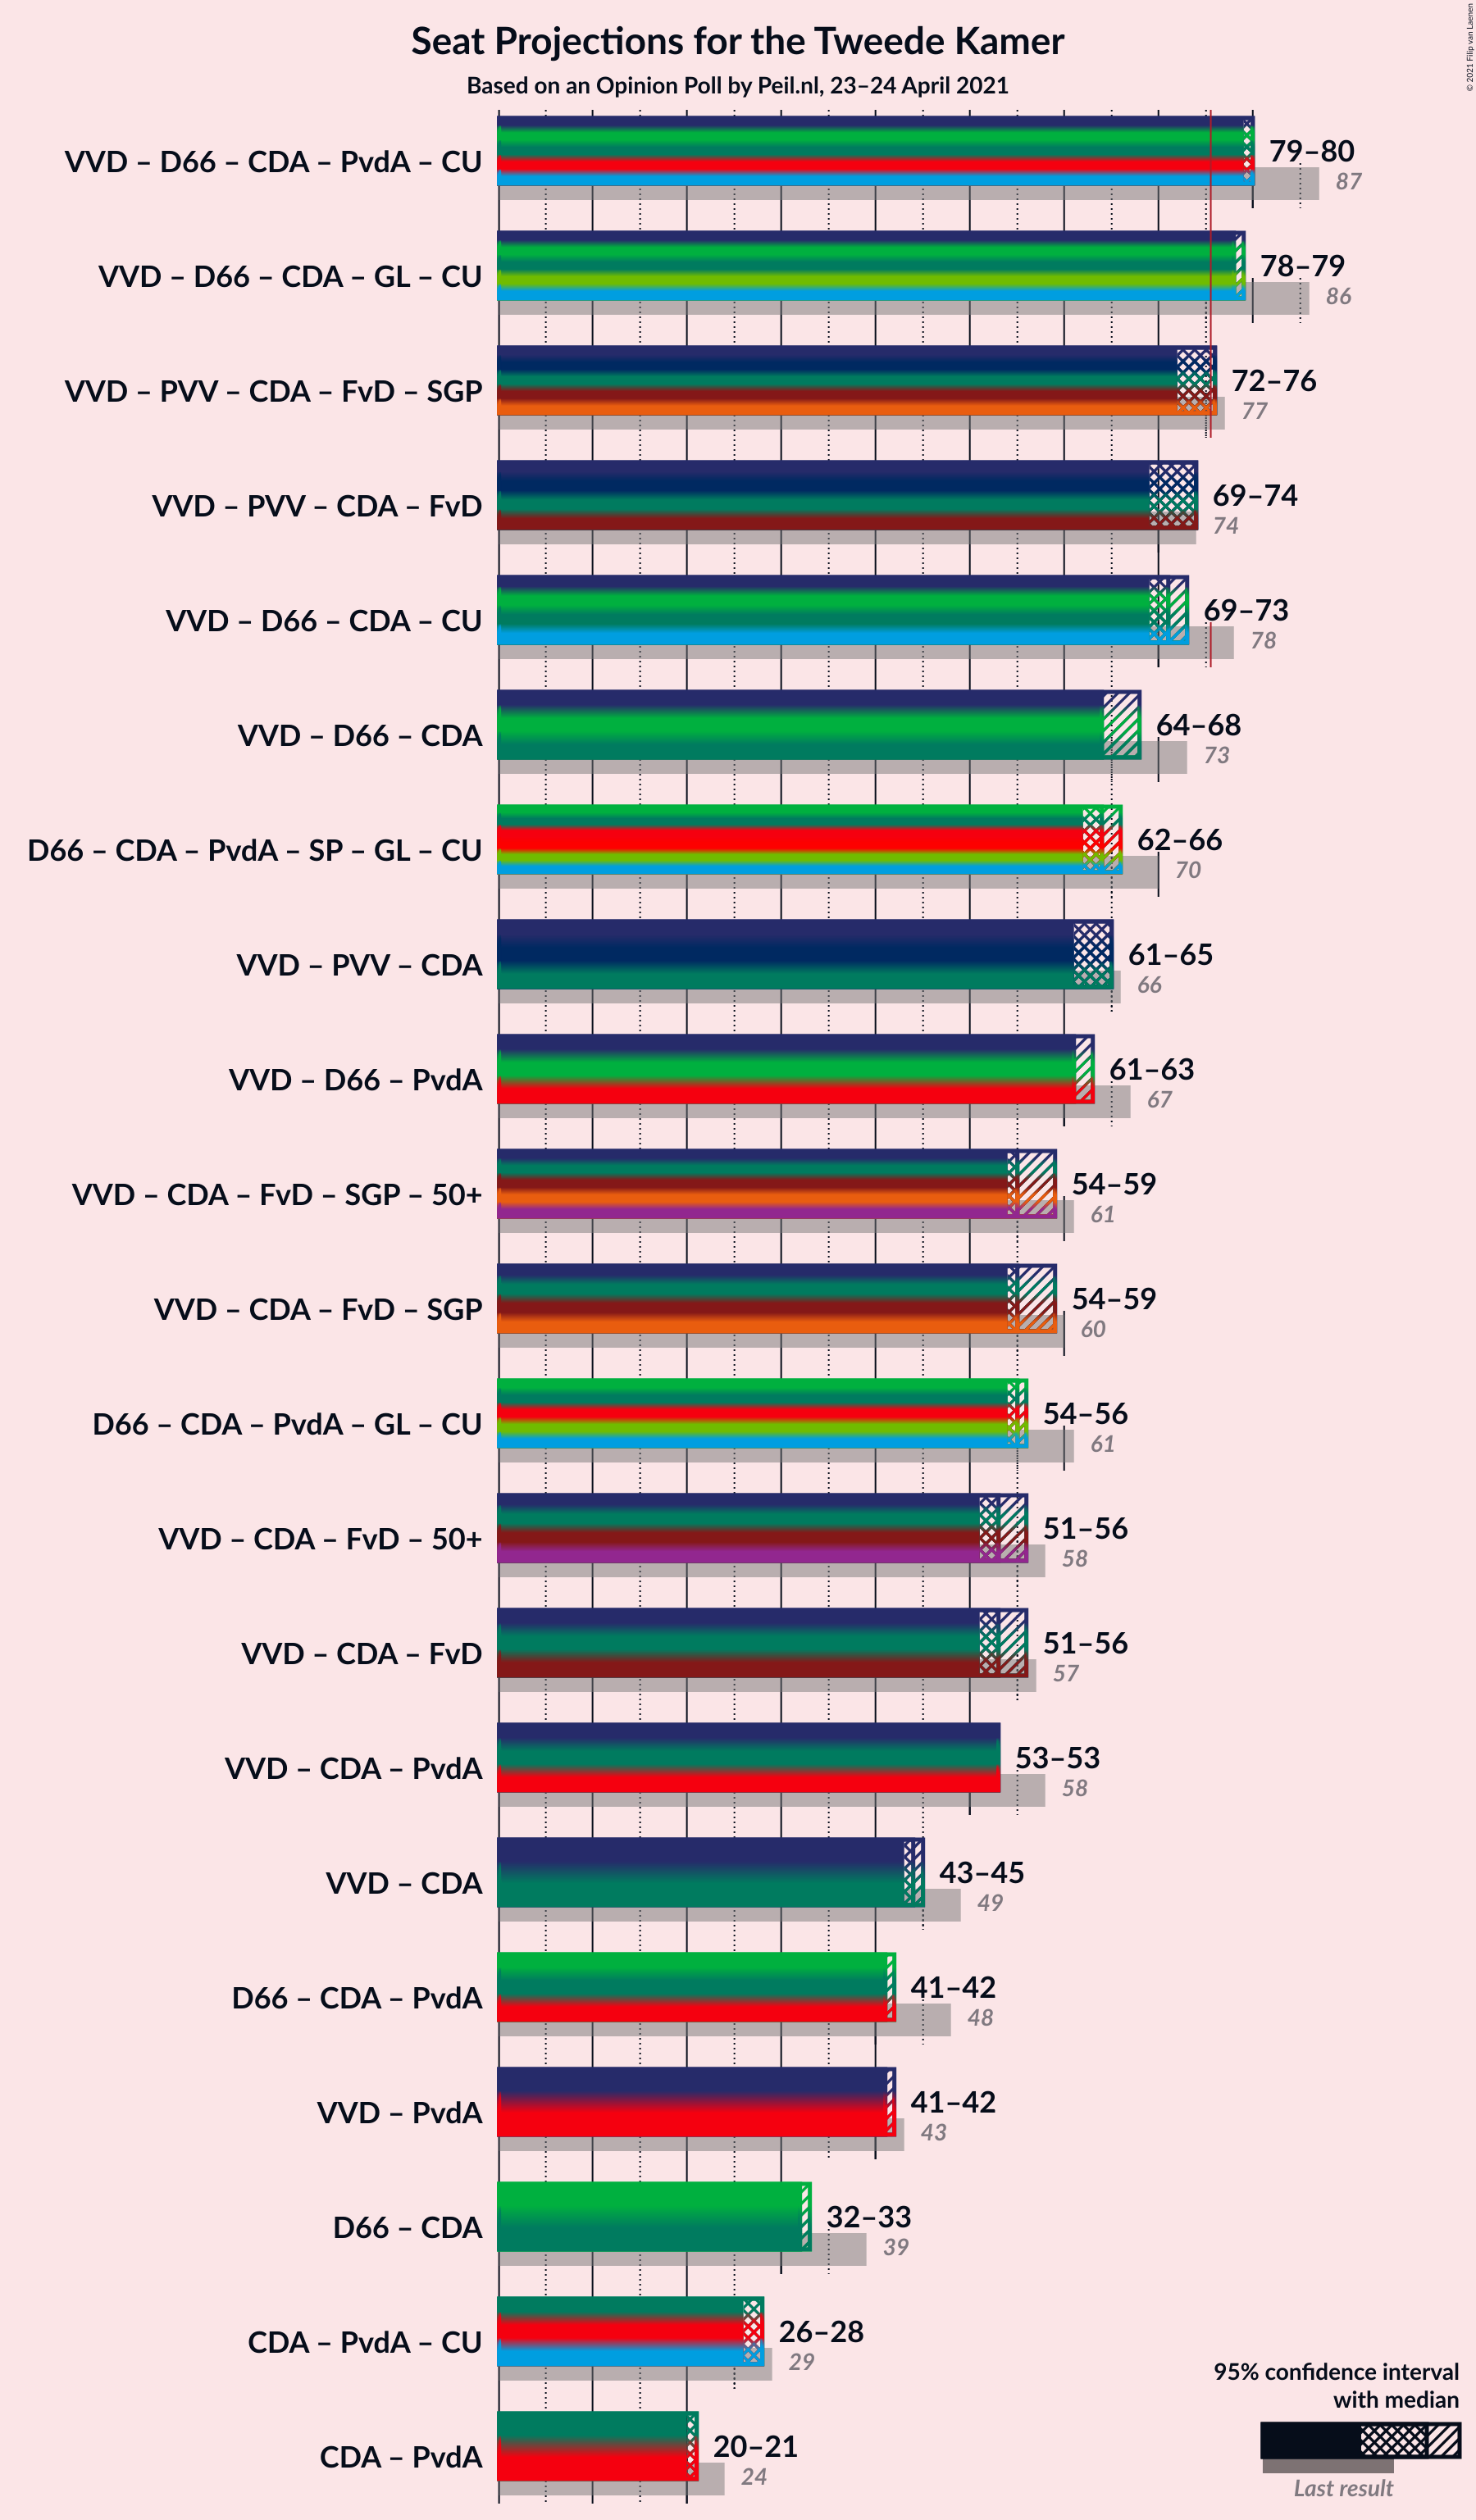 Seat Projections for the Tweede Kamer
Based on an Opinion Poll by Peil.nl, 23–24 April 2021
© 2021 Filip van Laenen
VVD – D66 – CDA – PvdA – CU
79–80
87
VVD – D66 – CDA – GL – CU
78–79
86
VVD – PVV – CDA – FvD – SGP
72–76
77
VVD – PVV – CDA – FvD
69–74
74
VVD – D66 – CDA – CU
69–73
78
VVD – D66 – CDA
64–68
73
D66 – CDA – PvdA – SP – GL – CU
62–66
70
VVD – PVV – CDA
61–65
66
VVD – D66 – PvdA
61–63
67
VVD – CDA – FvD – SGP – 50+
54–59
61
VVD – CDA – FvD – SGP
54–59
60
D66 – CDA – PvdA – GL – CU
54–56
61
VVD – CDA – FvD – 50+
51–56
58
VVD – CDA – FvD
51–56
57
VVD – CDA – PvdA
53–53
58
VVD – CDA
43–45
49
D66 – CDA – PvdA
41–42
48
VVD – PvdA
41–42
43
D66 – CDA
32–33
39
CDA – PvdA – CU
26–28
29
CDA – PvdA
20–21
24
95% confidence interval
with median
Last result